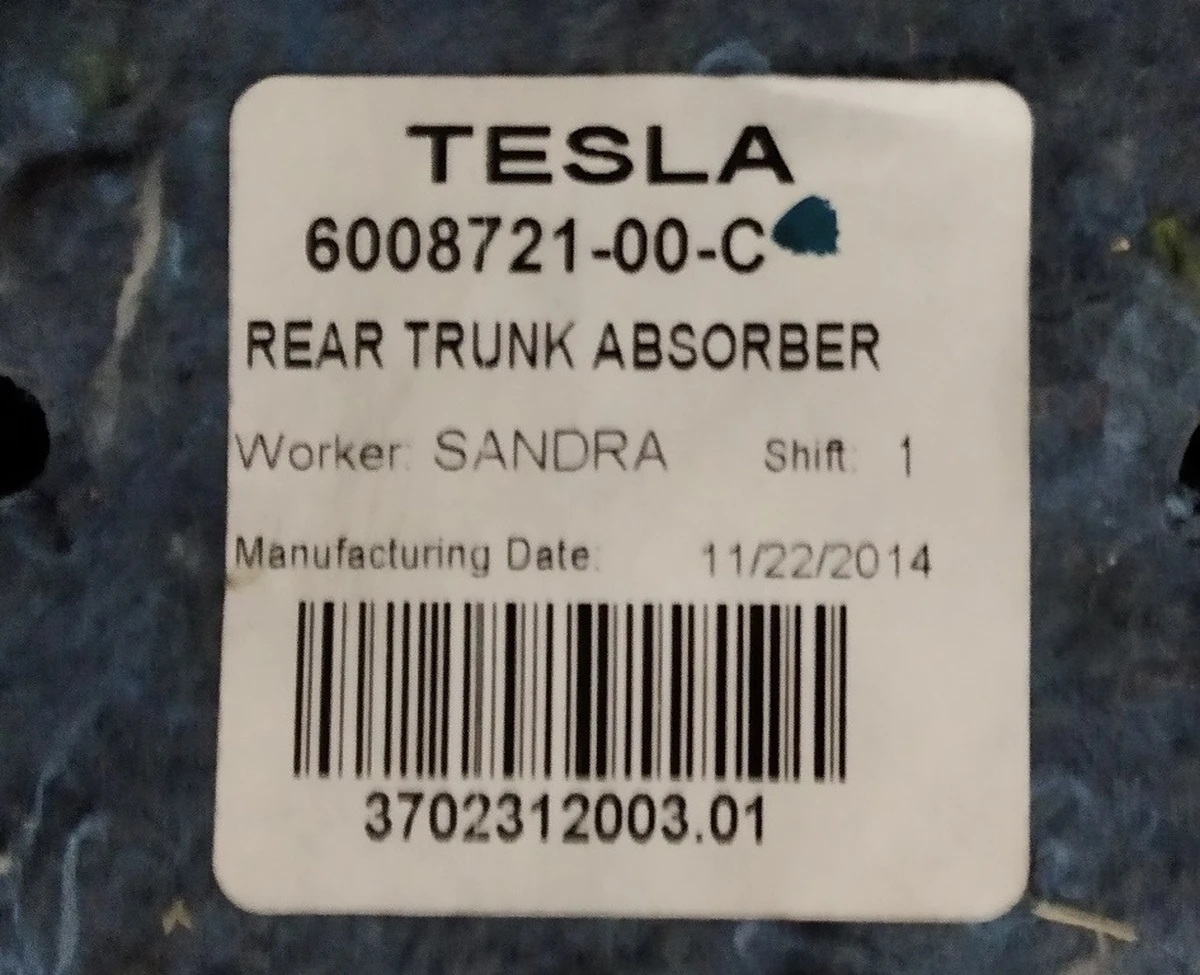 TESLA
6008721-00-C
REAR TRUNK ABSORBER
Worker: SANDRA Shift: 1
Manufacturing Date: 11/22/2014
3702312003.01